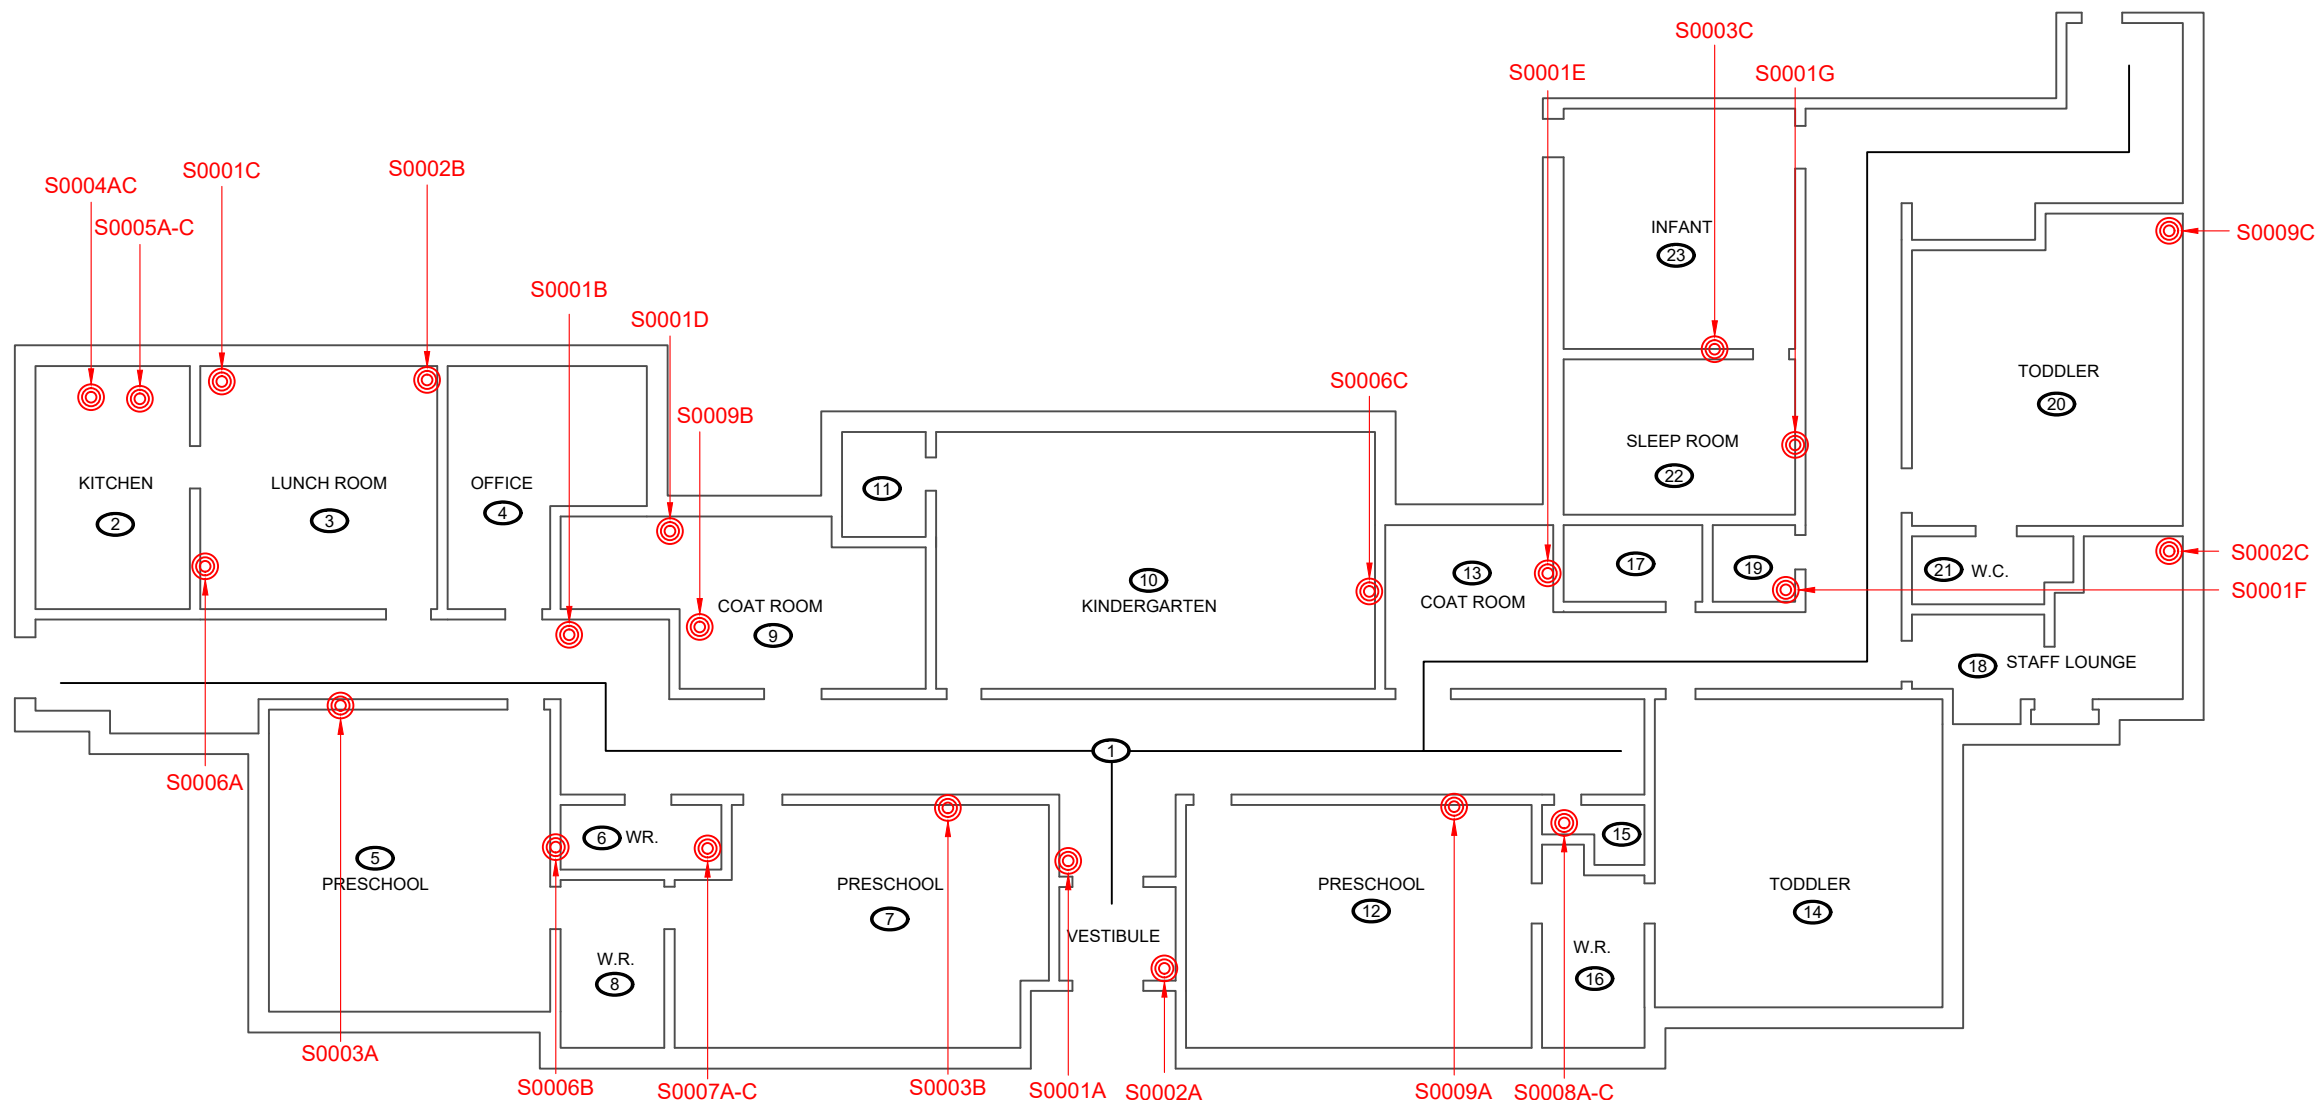 S0003C
S0001E
S0001G
S0004AC
S0001C
S0002B
S0005A-C
INFANT
23
S0009C
S0001B
S0001D
TODDLER
20
S0006C
S0009B
SLEEP ROOM
22
KITCHEN
2
LUNCH ROOM
3
OFFICE
4
11
10
KINDERGARTEN
13
COAT ROOM
17
19
21 W.C.
S0002C
S0001F
COAT ROOM
9
18 STAFF LOUNGE
1
S0006A
6 WR.
15
5
PRESCHOOL
PRESCHOOL
7
PRESCHOOL
12
TODDLER
14
VESTIBULE
W.R.
8
W.R.
16
S0003A
S0006B
S0007A-C
S0003B
S0001A
S0002A
S0009A
S0008A-C